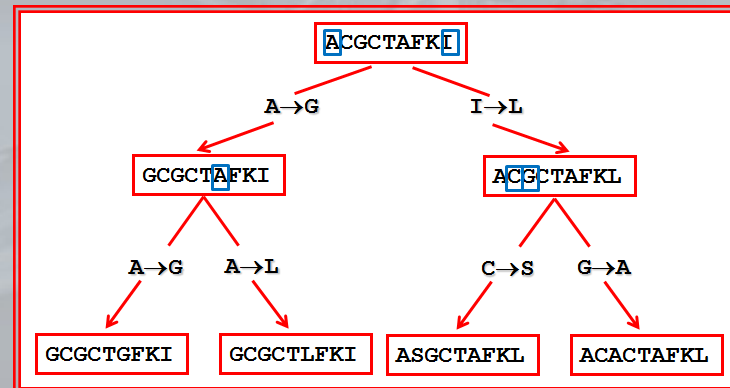 ACGCTAFKI
A→G I→L
GCGCTAFKI ACGCTAFKL
A→G A→L C→S G→A
GCGCTGFKI GCGCTLFKI ASGCTAFKL ACACTAFKL